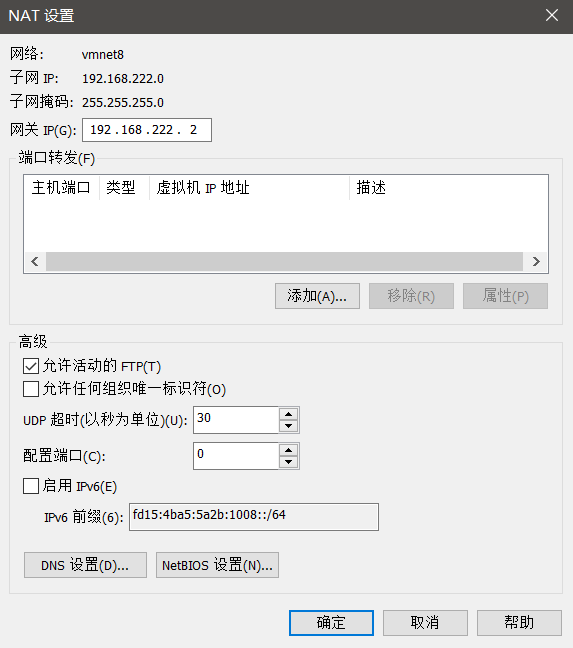 NAT 设置
网络: vmnet8
子网 IP: 192.168.222.0
子网掩码: 255.255.255.0
网关 IP(G): 192 . 168 . 222 . 2
端口转发(F)
主机端口 类型 虚拟机 IP 地址 描述
添加(A)... 移除(R) 属性(P)
高级
允许活动的 FTP(T)
允许任何组织唯一标识符(O)
UDP 超时(以秒为单位)(U): 30
配置端口(C): 0
启用 IPv6(E)
IPv6 前缀(6): fd15:4ba5:5a2b:1008::/64
DNS 设置(D)... NetBIOS 设置(N)...
确定 取消 帮助